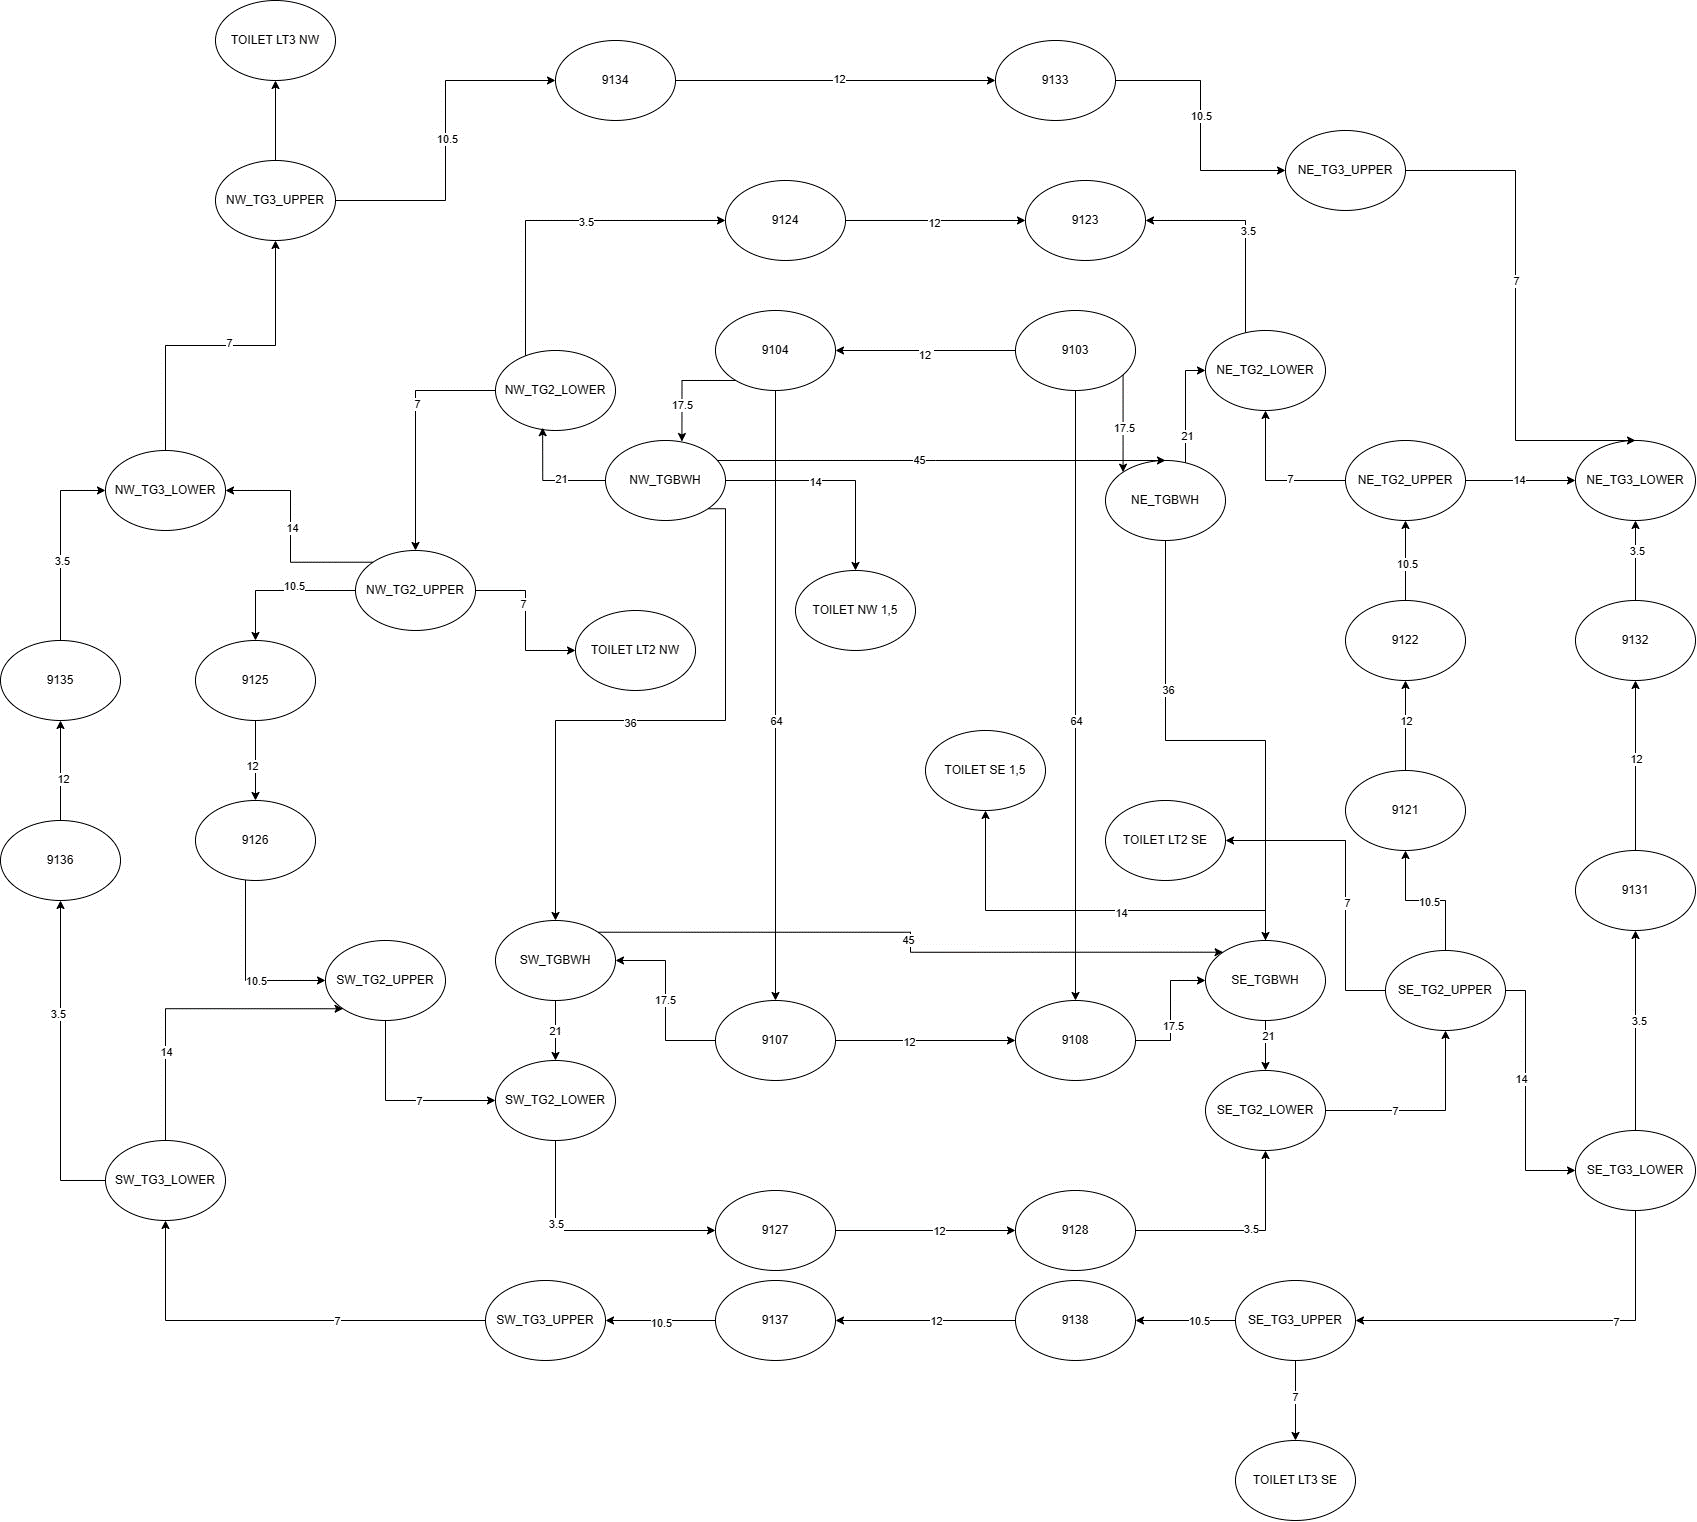 TOILET LT3 NW
9134
12
9133
10.5
10.5
NE_TG3_UPPER
NW_TG3_UPPER
3.5
9124
12
9123
3.5
7
7
9104
12
9103
NW_TG2_LOWER
7
17.5
17.5
NE_TG2_LOWER
21
45
NW_TG3_LOWER
21
NW_TGBWH
14
NE_TGBWH
7
NE_TG2_UPPER
14
NE_TG3_LOWER
14
3.5
10.5
NW_TG2_UPPER
7
TOILET NW 1,5
10.5
3.5
9135
9125
TOILET LT2 NW
9122
9132
36
36
64
64
12
12
12
12
TOILET SE 1,5
9136
9126
TOILET LT2 SE
9121
9131
14
7
10.5
45
SW_TGBWH
10.5
SW_TG2_UPPER
SE_TGBWH
SE_TG2_UPPER
3.5
17.5
17.5
3.5
14
21
9107
12
9108
21
14
7
SW_TG2_LOWER
SE_TG2_LOWER
7
SW_TG3_LOWER
SE_TG3_LOWER
3.5
9127
12
9128
3.5
7
SW_TG3_UPPER
10.5
9137
12
9138
10.5
SE_TG3_UPPER
7
7
TOILET LT3 SE